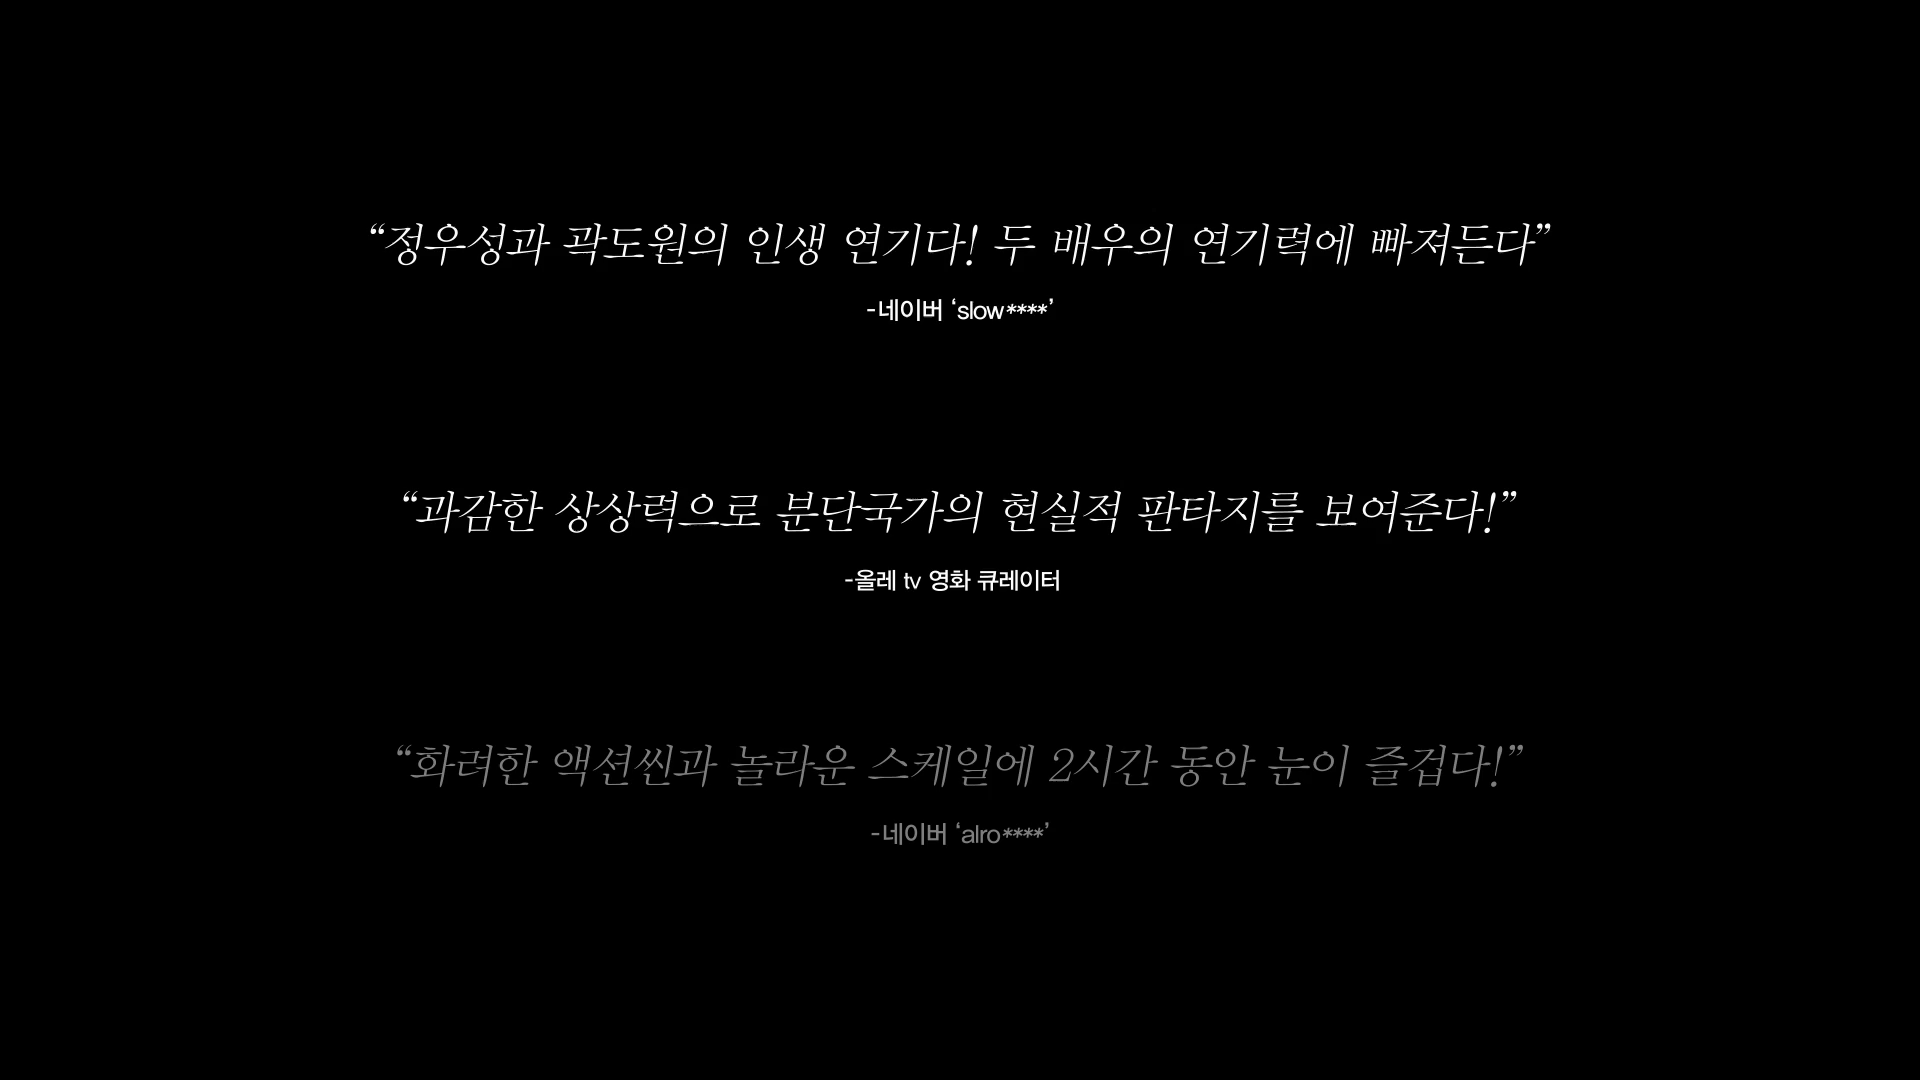 “정우성과 곽도원의 인생 연기다! 두 배우의 연기력에 빠져든다”
-네이버 ‘slow****’
“과감한 상상력으로 분단국가의 현실적 판타지를 보여준다!”
-올레 tv 영화 큐레이터
“화려한 액션씬과 놀라운 스케일에 2시간 동안 눈이 즐겁다!”
-네이버 ‘alro****’